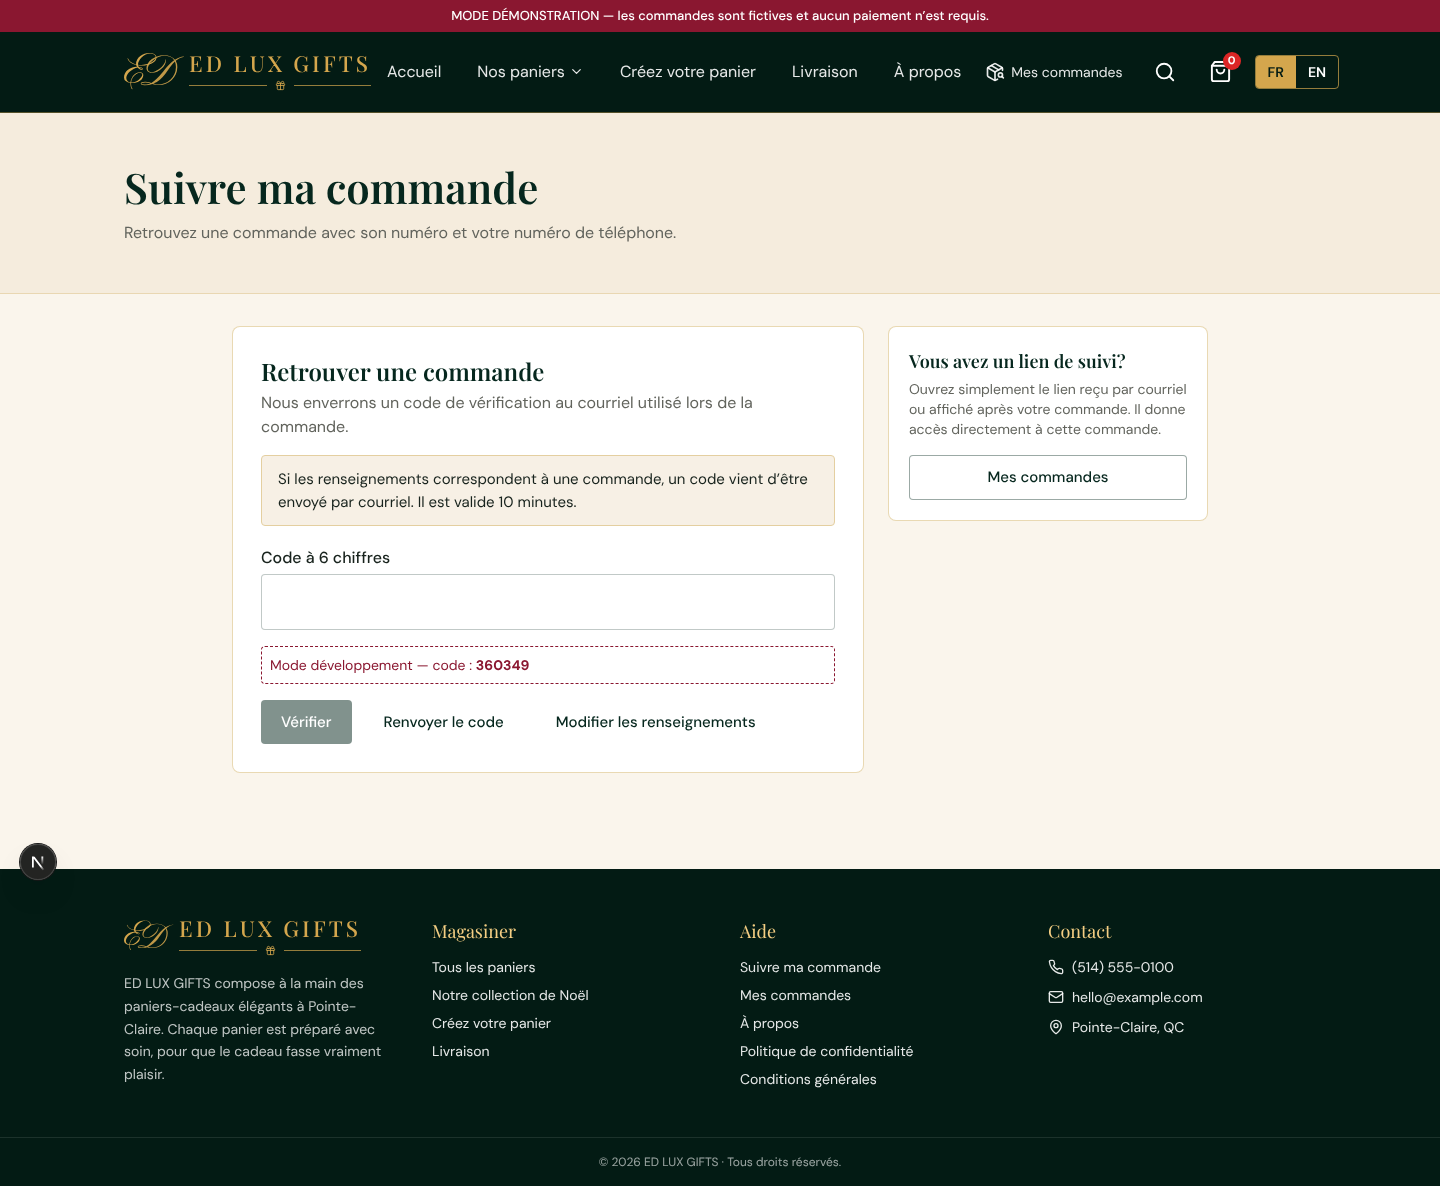 MODE DÉMONSTRATION — les commandes sont fictives et aucun paiement n’est requis.
ED ED LUX GIFTS
Accueil
Nos paniers
Créez votre panier
Livraison
À propos
Mes commandes
0
FR
EN
Suivre ma commande
Retrouvez une commande avec son numéro et votre numéro de téléphone.
Retrouver une commande
Nous enverrons un code de vérification au courriel utilisé lors de la
commande.
Si les renseignements correspondent à une commande, un code vient d’être
envoyé par courriel. Il est valide 10 minutes.
Code à 6 chiffres
Mode développement — code : 360349
Vérifier
Renvoyer le code
Modifier les renseignements
Vous avez un lien de suivi?
Ouvrez simplement le lien reçu par courriel
ou affiché après votre commande. Il donne
accès directement à cette commande.
Mes commandes
N
ED ED LUX GIFTS
ED LUX GIFTS compose à la main des
paniers-cadeaux élégants à Pointe-
Claire. Chaque panier est préparé avec
soin, pour que le cadeau fasse vraiment
plaisir.
Magasiner
Tous les paniers
Notre collection de Noël
Créez votre panier
Livraison
Aide
Suivre ma commande
Mes commandes
À propos
Politique de confidentialité
Conditions générales
Contact
(514) 555-0100
hello@example.com
Pointe-Claire, QC
© 2026 ED LUX GIFTS · Tous droits réservés.